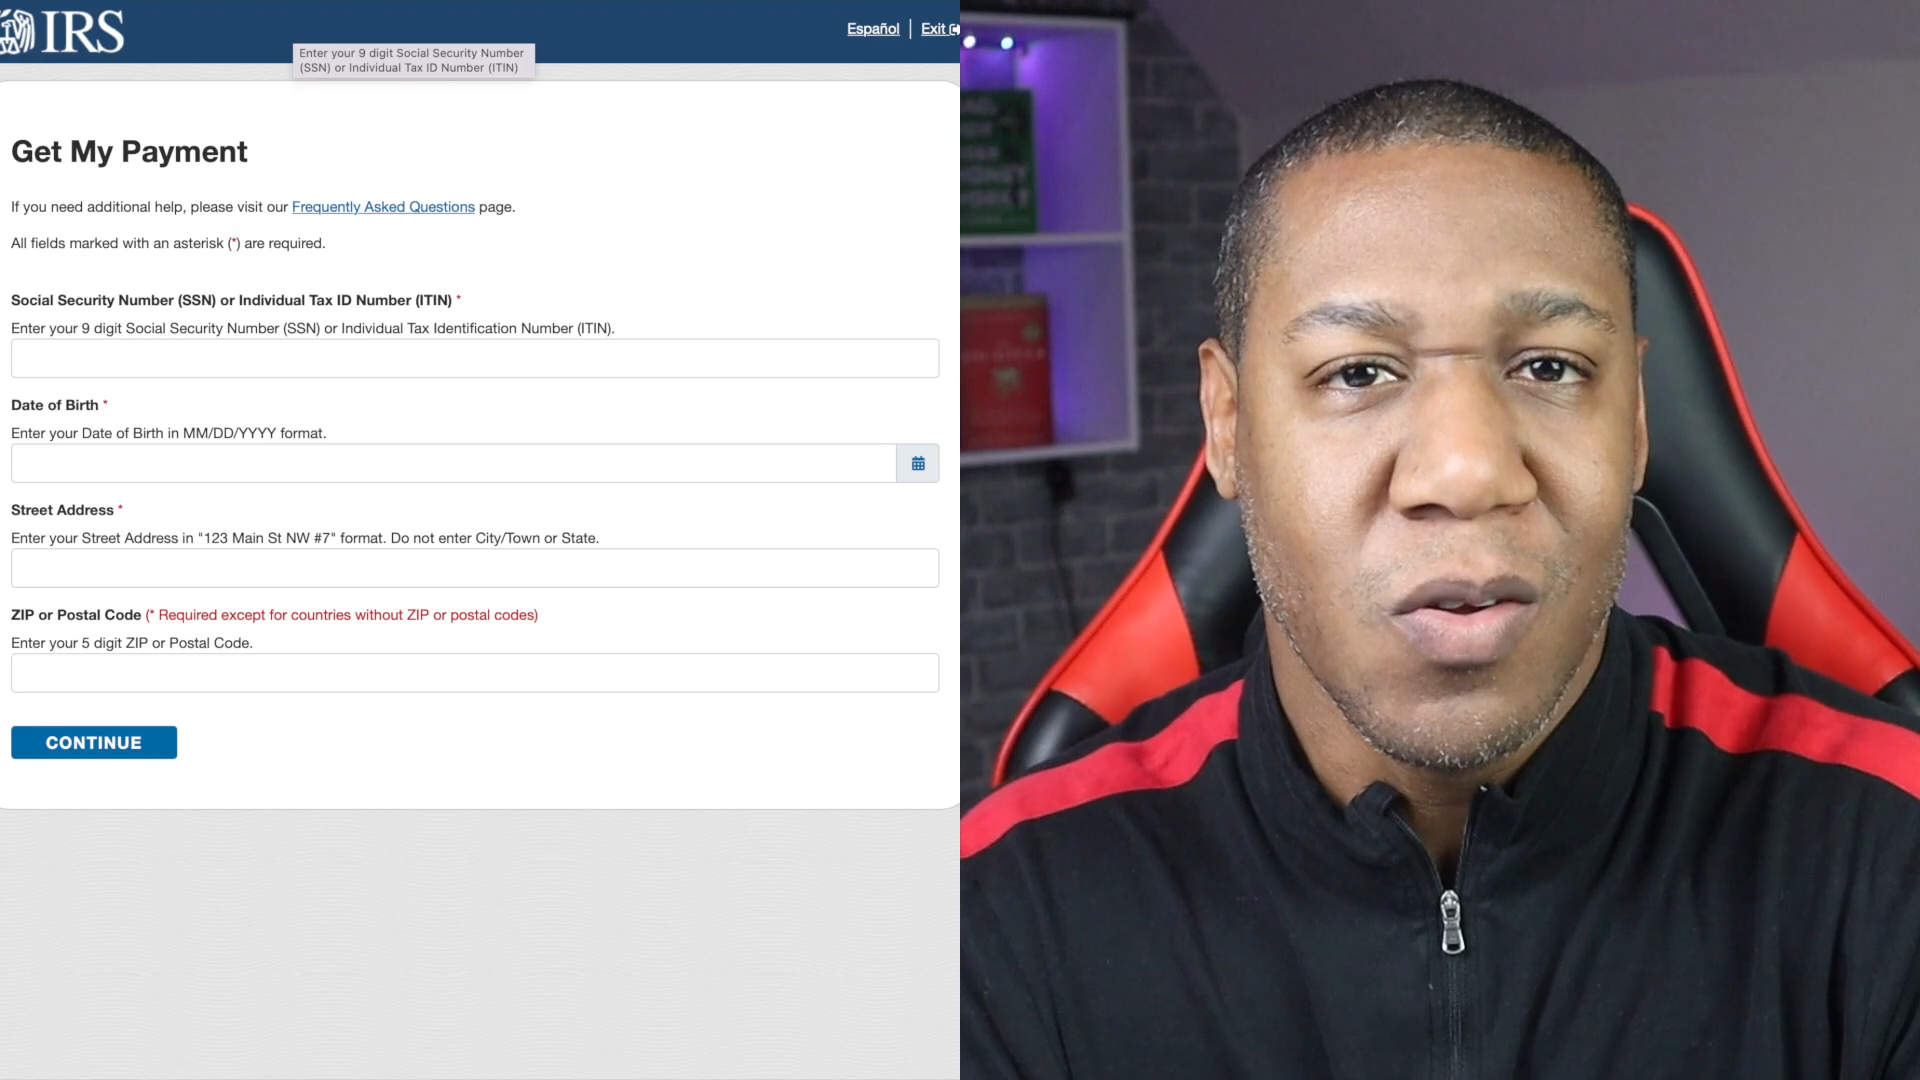 IRS
Español
Exit
Enter your 9 digit Social Security Number
(SSN) or Individual Tax ID Number (ITIN)
Get My Payment
If you need additional help, please visit our Frequently Asked Questions page.
All fields marked with an asterisk (*) are required.
Social Security Number (SSN) or Individual Tax ID Number (ITIN) *
Enter your 9 digit Social Security Number (SSN) or Individual Tax Identification Number (ITIN).
Date of Birth *
Enter your Date of Birth in MM/DD/YYYY format.
Street Address *
Enter your Street Address in "123 Main St NW #7" format. Do not enter City/Town or State.
ZIP or Postal Code (* Required except for countries without ZIP or postal codes)
Enter your 5 digit ZIP or Postal Code.
CONTINUE